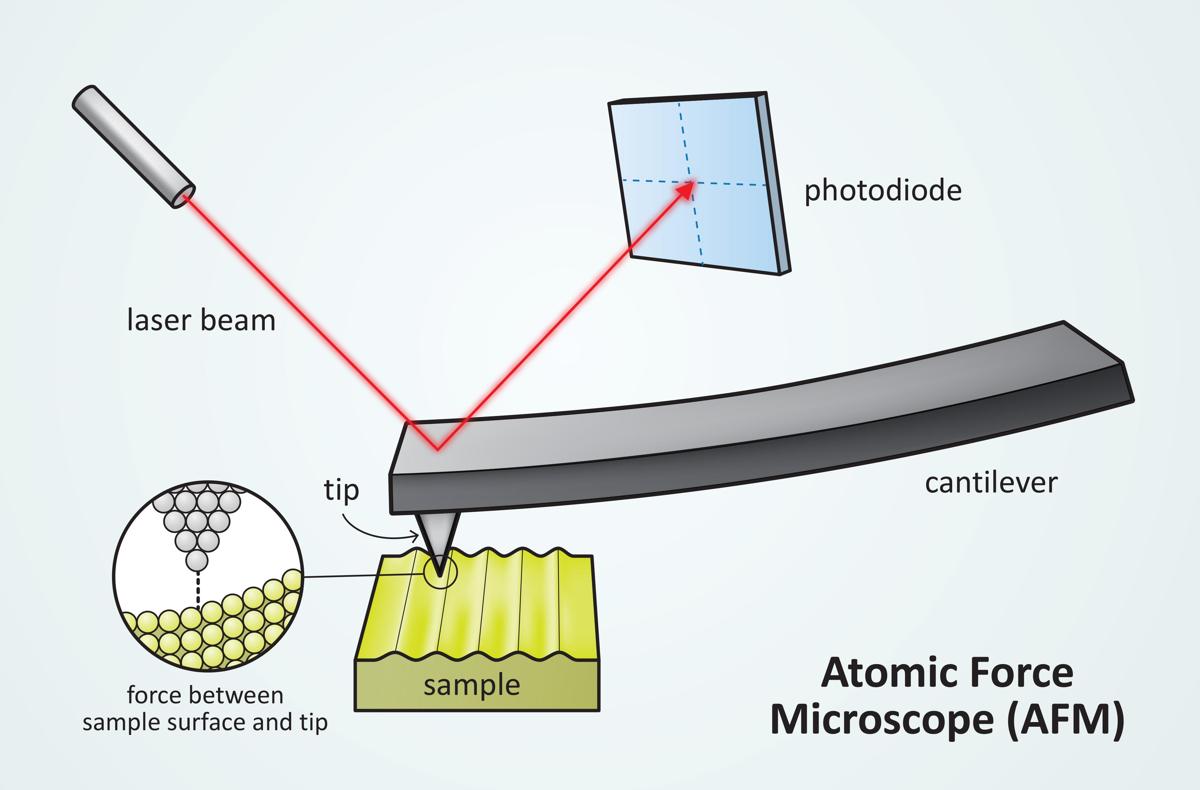 photodiode
laser beam
cantilever
tip
sample
force between
sample surface and tip
Atomic Force
Microscope (AFM)